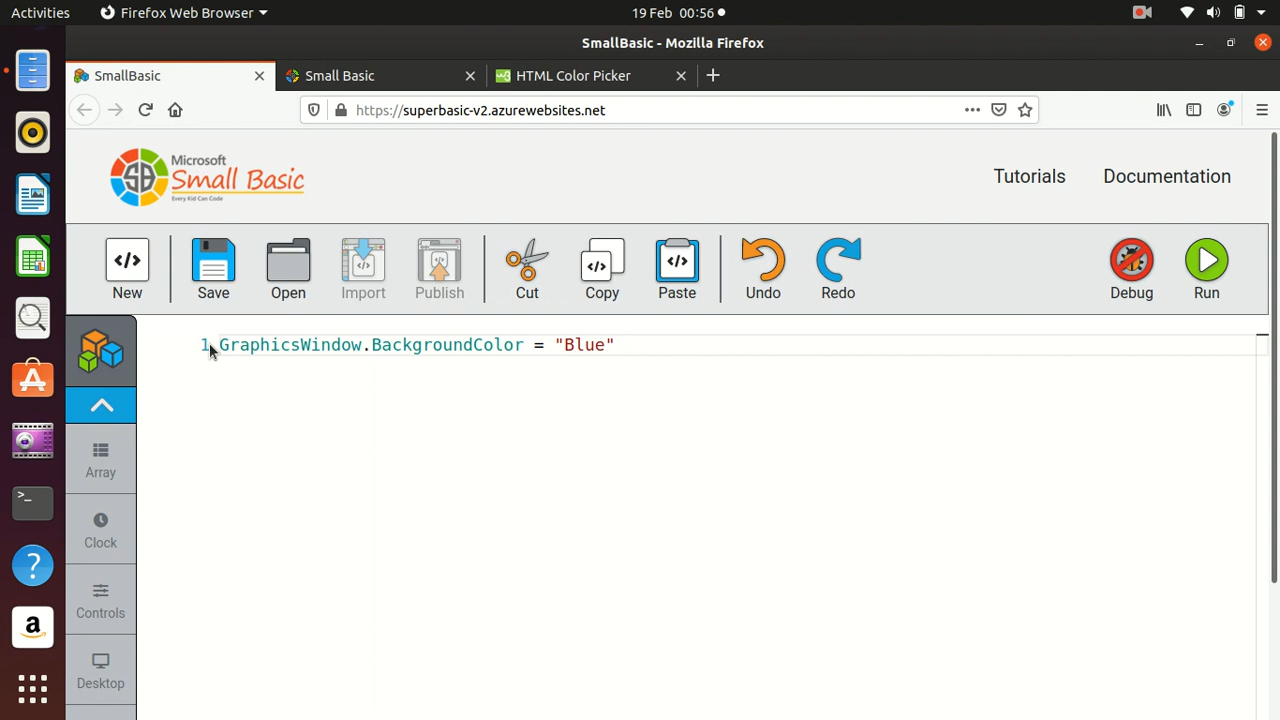 Activities
Firefox Web Browser
19 Feb 00:56
SmallBasic - Mozilla Firefox
SmallBasic
Small Basic
HTML Color Picker
https://superbasic-v2.azurewebsites.net
SB
Microsoft
Small Basic
Every Kid Can Code
Tutorials
Documentation
New
Save
Open
Import
Publish
Cut
Copy
Paste
Undo
Redo
Debug
Run
1 GraphicsWindow.BackgroundColor = "Blue"
Array
Clock
Controls
Desktop